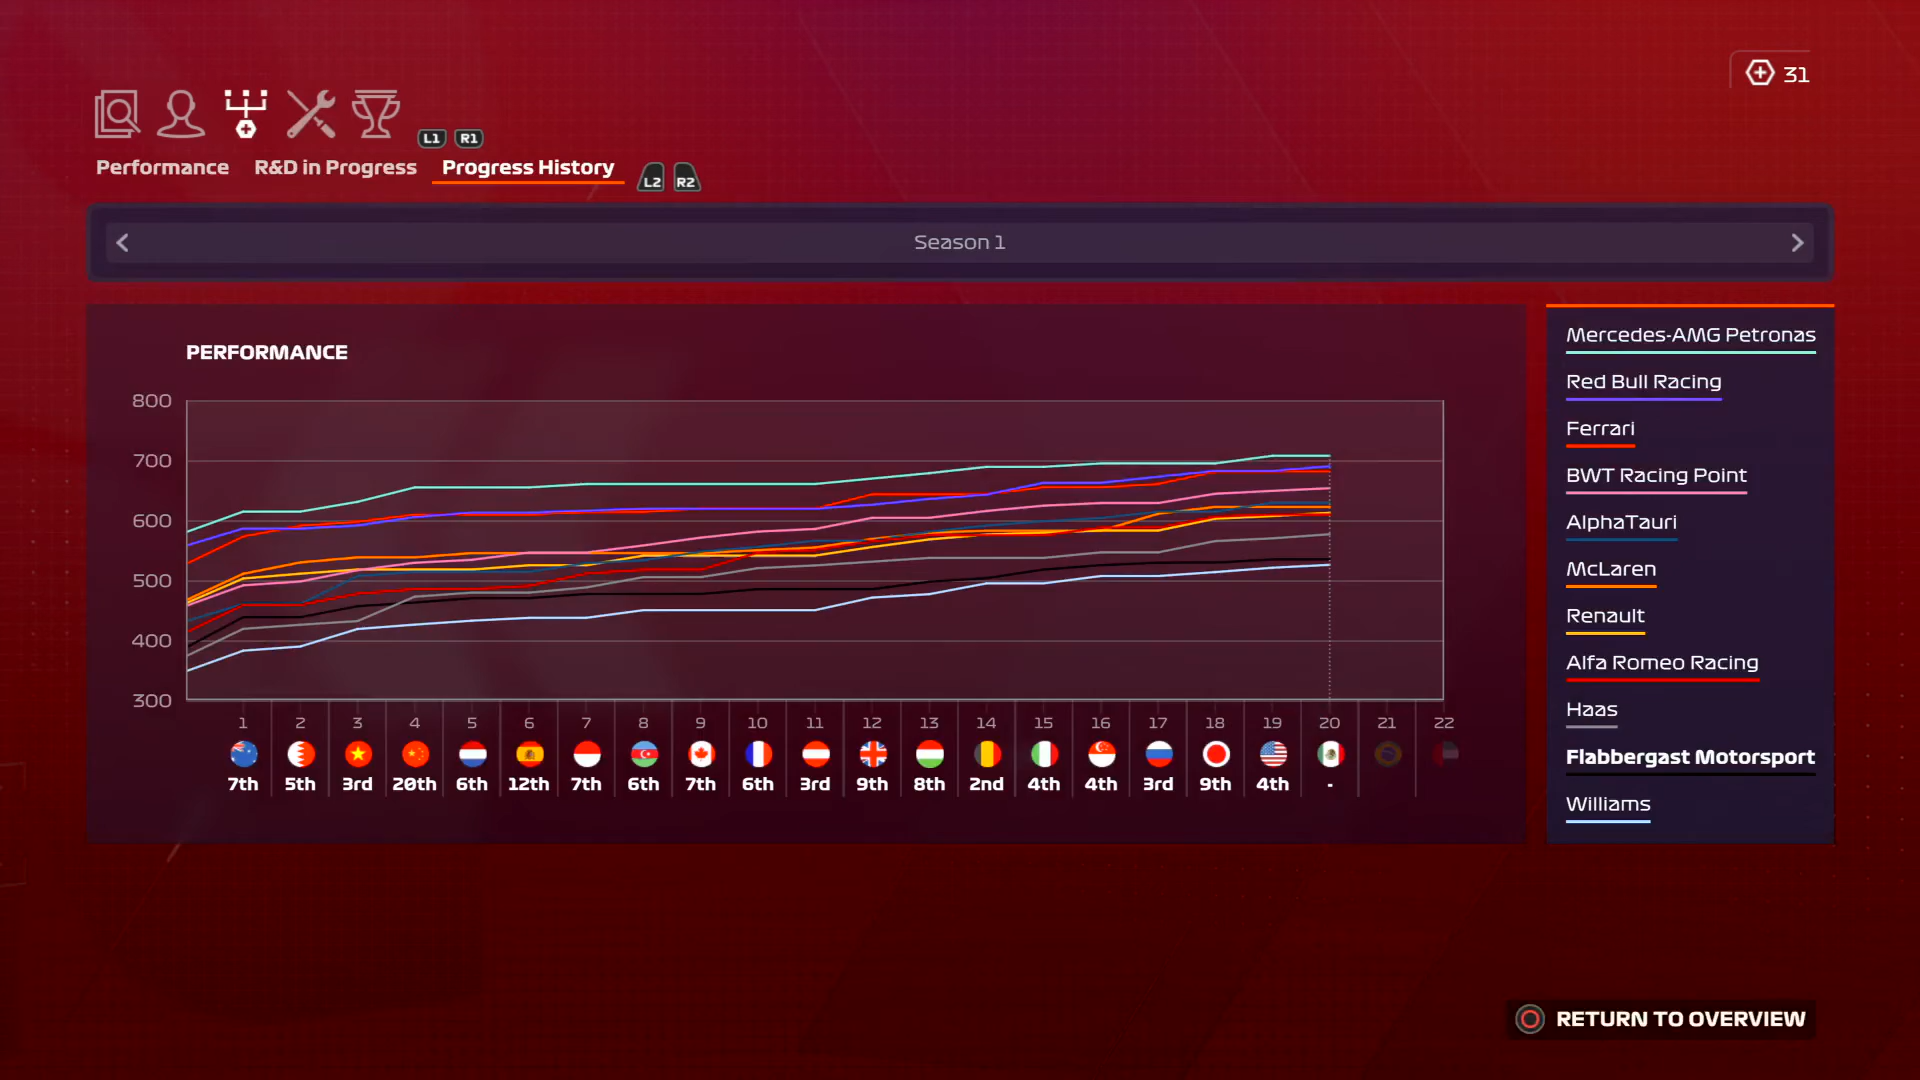 31
L1 R1
Performance R&D in Progress Progress History L2 R2
Season 1
PERFORMANCE
800
700
600
500
400
300
1 2 3 4 5 6 7 8 9 10 11 12 13 14 15 16 17 18 19 20 21 22
7th 5th 3rd 20th 6th 12th 7th 6th 7th 6th 3rd 9th 8th 2nd 4th 4th 3rd 9th 4th -
Mercedes-AMG Petronas
Red Bull Racing
Ferrari
BWT Racing Point
AlphaTauri
McLaren
Renault
Alfa Romeo Racing
Haas
Flabbergast Motorsport
Williams
RETURN TO OVERVIEW